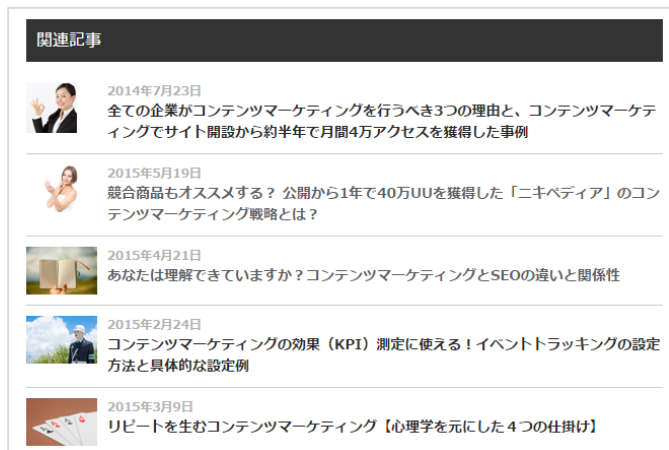 関連記事
2014年7月23日
全ての企業がコンテンツマーケティングを行うべき3つの理由と、コンテンツマーケテ
ィングでサイト開設から約半年で月間4万アクセスを獲得した事例
2015年5月19日
競合商品もオススメする？ 公開から1年で40万UUを獲得した「ニキペディア」のコン
テンツマーケティング戦略とは？
2015年4月21日
あなたは理解できていますか？コンテンツマーケティングとSEOの違いと関係性
2015年2月24日
コンテンツマーケティングの効果（KPI）測定に使える！イベントトラッキングの設定
方法と具体的な設定例
2015年3月9日
リピートを生むコンテンツマーケティング【心理学を元にした４つの仕掛け】